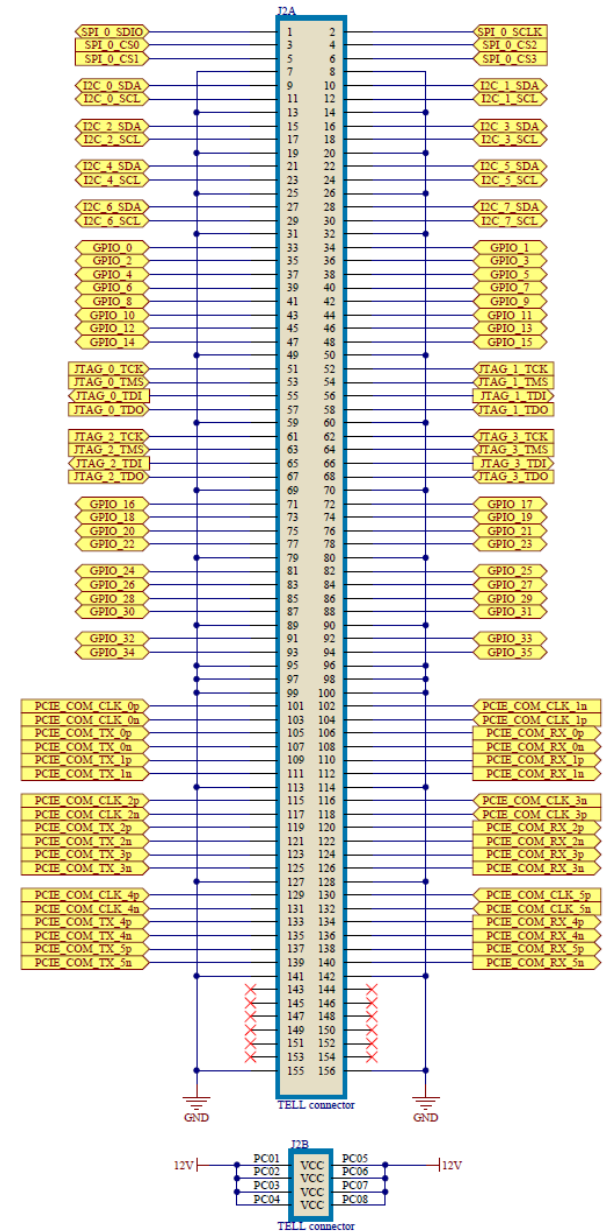 J2A
SPI_0_SDIO 1 2 SPI_0_SCLK
SPI_0_CS0 3 4 SPI_0_CS2
SPI_0_CS1 5 6 SPI_0_CS3
7 8
I2C_0_SDA 9 10 I2C_1_SDA
I2C_0_SCL 11 12 I2C_1_SCL
13 14
I2C_2_SDA 15 16 I2C_3_SDA
I2C_2_SCL 17 18 I2C_3_SCL
19 20
I2C_4_SDA 21 22 I2C_5_SDA
I2C_4_SCL 23 24 I2C_5_SCL
25 26
I2C_6_SDA 27 28 I2C_7_SDA
I2C_6_SCL 29 30 I2C_7_SCL
31 32
GPIO_0 33 34 GPIO_1
GPIO_2 35 36 GPIO_3
GPIO_4 37 38 GPIO_5
GPIO_6 39 40 GPIO_7
GPIO_8 41 42 GPIO_9
GPIO_10 43 44 GPIO_11
GPIO_12 45 46 GPIO_13
GPIO_14 47 48 GPIO_15
49 50
JTAG_0_TCK 51 52 JTAG_1_TCK
JTAG_0_TMS 53 54 JTAG_1_TMS
JTAG_0_TDI 55 56 JTAG_1_TDI
JTAG_0_TDO 57 58 JTAG_1_TDO
59 60
JTAG_2_TCK 61 62 JTAG_3_TCK
JTAG_2_TMS 63 64 JTAG_3_TMS
JTAG_2_TDI 65 66 JTAG_3_TDI
JTAG_2_TDO 67 68 JTAG_3_TDO
69 70
GPIO_16 71 72 GPIO_17
GPIO_18 73 74 GPIO_19
GPIO_20 75 76 GPIO_21
GPIO_22 77 78 GPIO_23
79 80
GPIO_24 81 82 GPIO_25
GPIO_26 83 84 GPIO_27
GPIO_28 85 86 GPIO_29
GPIO_30 87 88 GPIO_31
89 90
GPIO_32 91 92 GPIO_33
GPIO_34 93 94 GPIO_35
95 96
97 98
99 100
PCIE_COM_CLK_0p 101 102 PCIE_COM_CLK_1n
PCIE_COM_CLK_0n 103 104 PCIE_COM_CLK_1p
PCIE_COM_TX_0p 105 106 PCIE_COM_RX_0p
PCIE_COM_TX_0n 107 108 PCIE_COM_RX_0n
PCIE_COM_TX_1p 109 110 PCIE_COM_RX_1p
PCIE_COM_TX_1n 111 112 PCIE_COM_RX_1n
113 114
PCIE_COM_CLK_2p 115 116 PCIE_COM_CLK_3n
PCIE_COM_CLK_2n 117 118 PCIE_COM_CLK_3p
PCIE_COM_TX_2p 119 120 PCIE_COM_RX_2p
PCIE_COM_TX_2n 121 122 PCIE_COM_RX_2n
PCIE_COM_TX_3p 123 124 PCIE_COM_RX_3p
PCIE_COM_TX_3n 125 126 PCIE_COM_RX_3n
127 128
PCIE_COM_CLK_4p 129 130 PCIE_COM_CLK_5p
PCIE_COM_CLK_4n 131 132 PCIE_COM_CLK_5n
PCIE_COM_TX_4p 133 134 PCIE_COM_RX_4p
PCIE_COM_TX_4n 135 136 PCIE_COM_RX_4n
PCIE_COM_TX_5p 137 138 PCIE_COM_RX_5p
PCIE_COM_TX_5n 139 140 PCIE_COM_RX_5n
141 142
143 144
145 146
147 148
149 150
151 152
153 154
155 156
GND TELL connector GND
J2B
12V PC01 VCC PC05 12V
PC02 VCC PC06
PC03 VCC PC07
PC04 VCC PC08
TELL connector